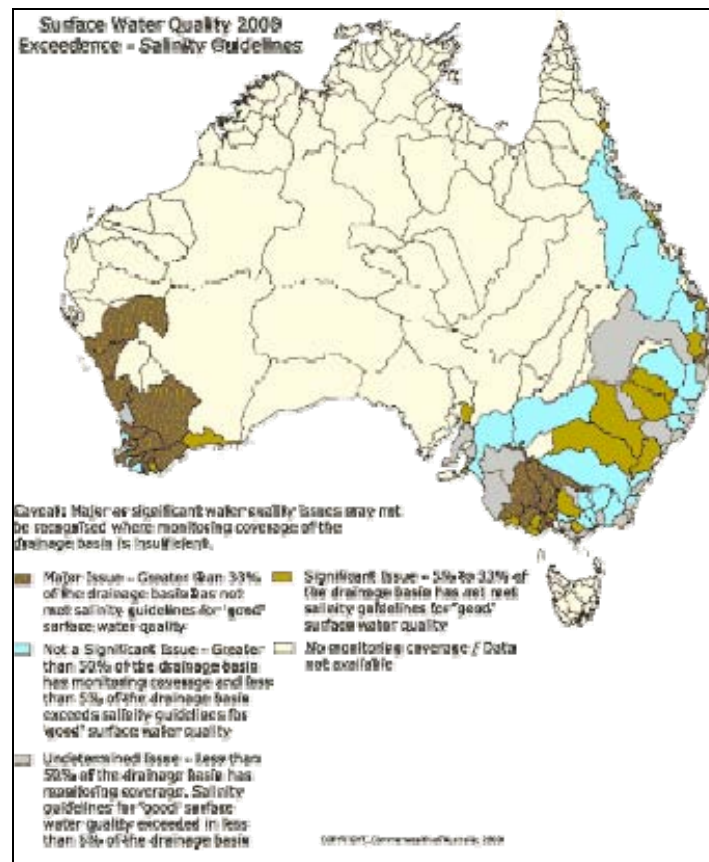 Surface Water Quality 2000
Exceedence - Salinity Guidelines
Caveat: Major or significant water quality issues may not
be recognised where monitoring coverage of the
drainage basin is insufficient.
Major Issue - Greater than 33%
of the drainage basin has not
met salinity guidelines for "good"
surface water quality
Significant Issue - 5% to 33% of
the drainage basin has not met
salinity guidelines for "good"
surface water quality
Not a Significant Issue - Greater
than 50% of the drainage basin
has monitoring coverage and less
than 5% of the drainage basin
exceeds salinity guidelines for
"good" surface water quality
No monitoring coverage / Data
not available
Undetermined Issue - Less than
50% of the drainage basin has
monitoring coverage. Salinity
guidelines for "good" surface
water quality exceeded in less
than 5% of the drainage basin
COPYRIGHT, Commonwealth of Australia,